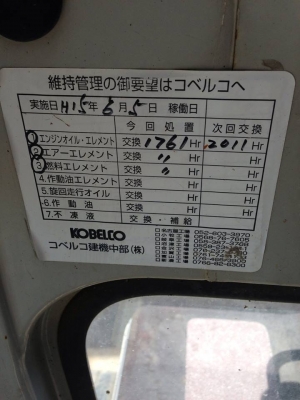 維持管理の御要望はコベルコへ
実施日 H15年6月5日 稼働日
今回処置 次回交換
①エンジンオイル・エレメント 交換 1761Hr 2011Hr
②エアーエレメント 交換 〃 Hr Hr
③燃料エレメント 交換 〃 Hr Hr
4.作動油エレメント 交換 Hr Hr
5.旋回走行オイル 交換 Hr Hr
6.作動油 交換 Hr Hr
7.不凍液 交換・補給
KOBELCO
コベルコ建機中部(株)